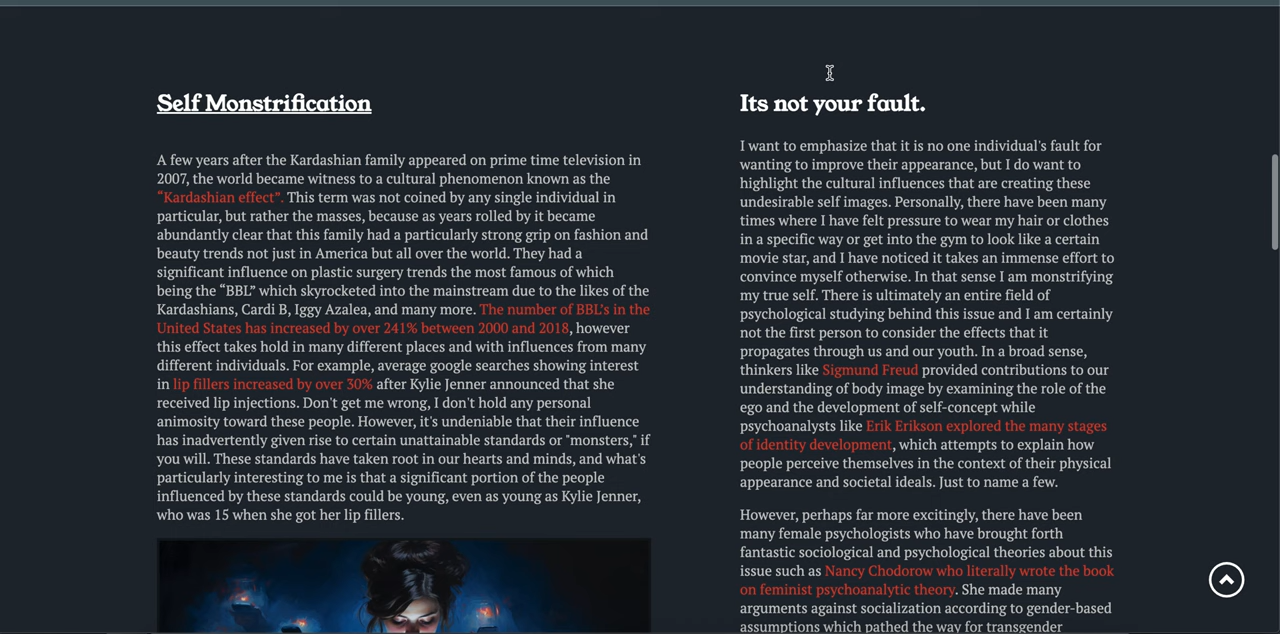 Self Monstrification
A few years after the Kardashian family appeared on prime time television in
2007, the world became witness to a cultural phenomenon known as the
“Kardashian effect”. This term was not coined by any single individual in
particular, but rather the masses, because as years rolled by it became
abundantly clear that this family had a particularly strong grip on fashion and
beauty trends not just in America but all over the world. They had a
significant influence on plastic surgery trends the most famous of which
being the “BBL” which skyrocketed into the mainstream due to the likes of the
Kardashians, Cardi B, Iggy Azalea, and many more. The number of BBL's in the
United States has increased by over 241% between 2000 and 2018, however
this effect takes hold in many different places and with influences from many
different individuals. For example, average google searches showing interest
in lip fillers increased by over 30% after Kylie Jenner announced that she
received lip injections. Don't get me wrong, I don't hold any personal
animosity toward these people. However, it's undeniable that their influence
has inadvertently given rise to certain unattainable standards or "monsters," if
you will. These standards have taken root in our hearts and minds, and what's
particularly interesting to me is that a significant portion of the people
influenced by these standards could be young, even as young as Kylie Jenner,
who was 15 when she got her lip fillers.
Its not your fault.
I want to emphasize that it is no one individual's fault for
wanting to improve their appearance, but I do want to
highlight the cultural influences that are creating these
undesirable self images. Personally, there have been many
times where I have felt pressure to wear my hair or clothes
in a specific way or get into the gym to look like a certain
movie star, and I have noticed it takes an immense effort to
convince myself otherwise. In that sense I am monstrifying
my true self. There is ultimately an entire field of
psychological studying behind this issue and I am certainly
not the first person to consider the effects that it
propagates through us and our youth. In a broad sense,
thinkers like Sigmund Freud provided contributions to our
understanding of body image by examining the role of the
ego and the development of self-concept while
psychoanalysts like Erik Erikson explored the many stages
of identity development, which attempts to explain how
people perceive themselves in the context of their physical
appearance and societal ideals. Just to name a few.
However, perhaps far more excitingly, there have been
many female psychologists who have brought forth
fantastic sociological and psychological theories about this
issue such as Nancy Chodorow who literally wrote the book
on feminist psychoanalytic theory. She made many
arguments against socialization according to gender-based
assumptions which pathed the way for transgender